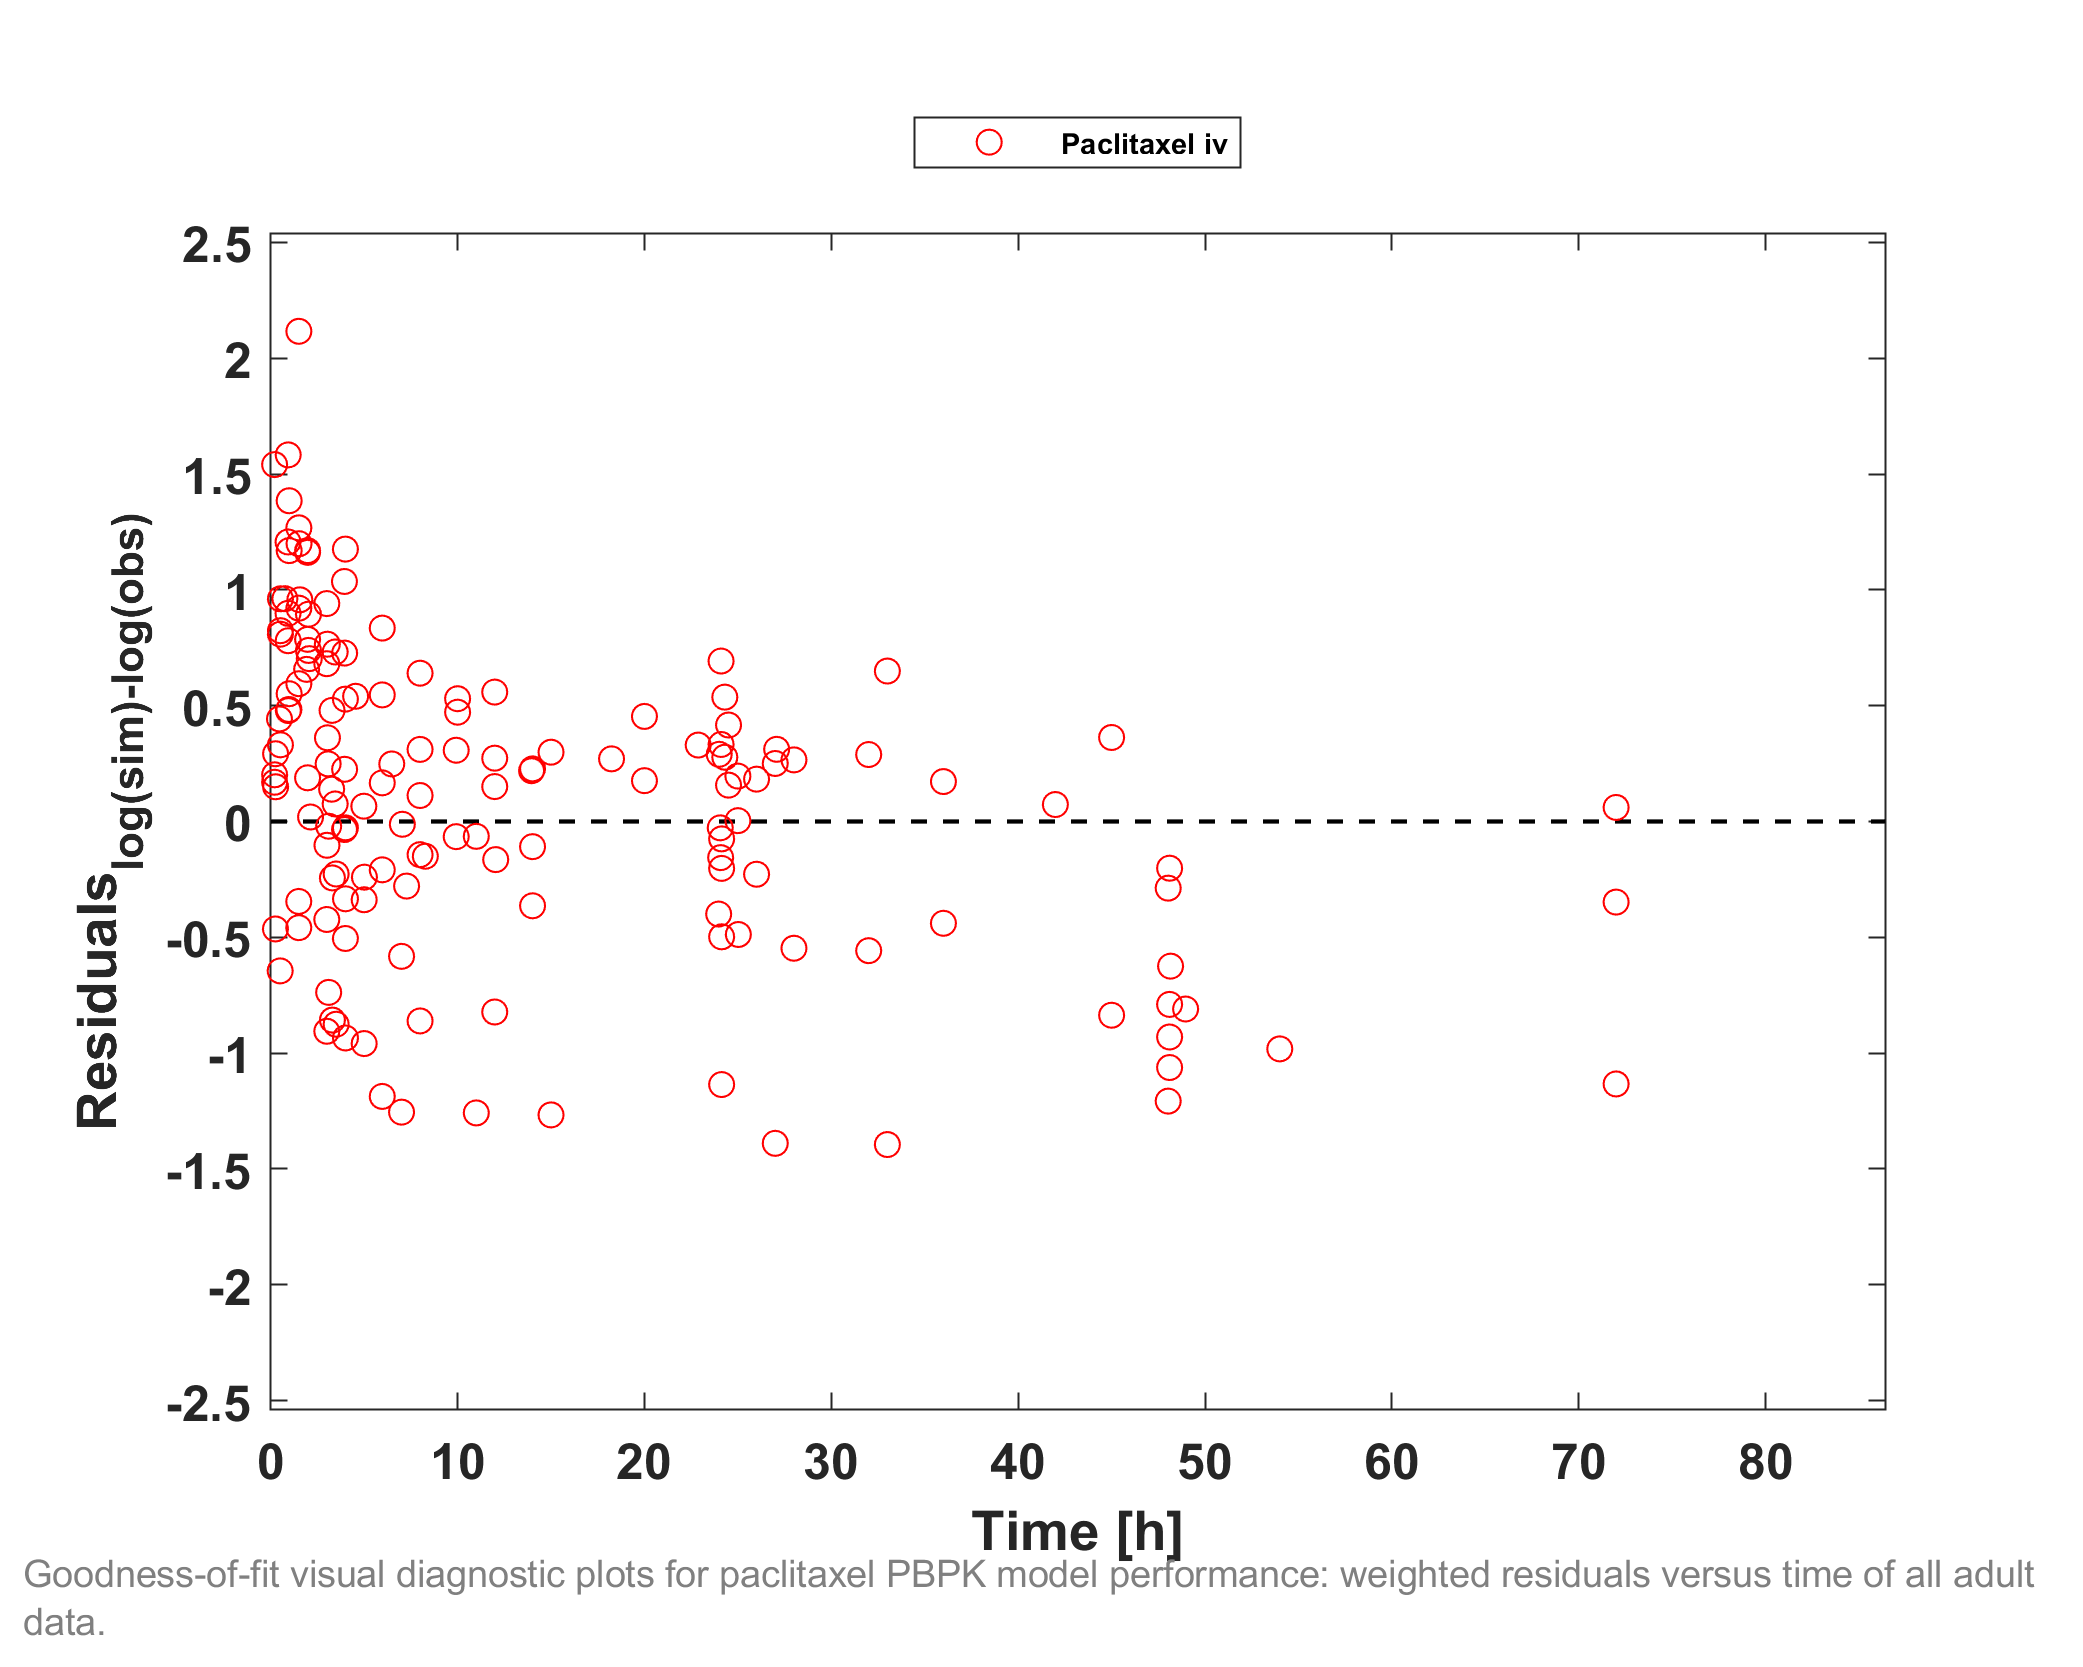 Paclitaxel iv
2.5
2
1.5
1
0.5
0
-0.5
-1
-1.5
-2
-2.5
Residuals log(sim)-log(obs)
0 10 20 30 40 50 60 70 80
Time [h]
Goodness-of-fit visual diagnostic plots for paclitaxel PBPK model performance: weighted residuals versus time of all adult
data.